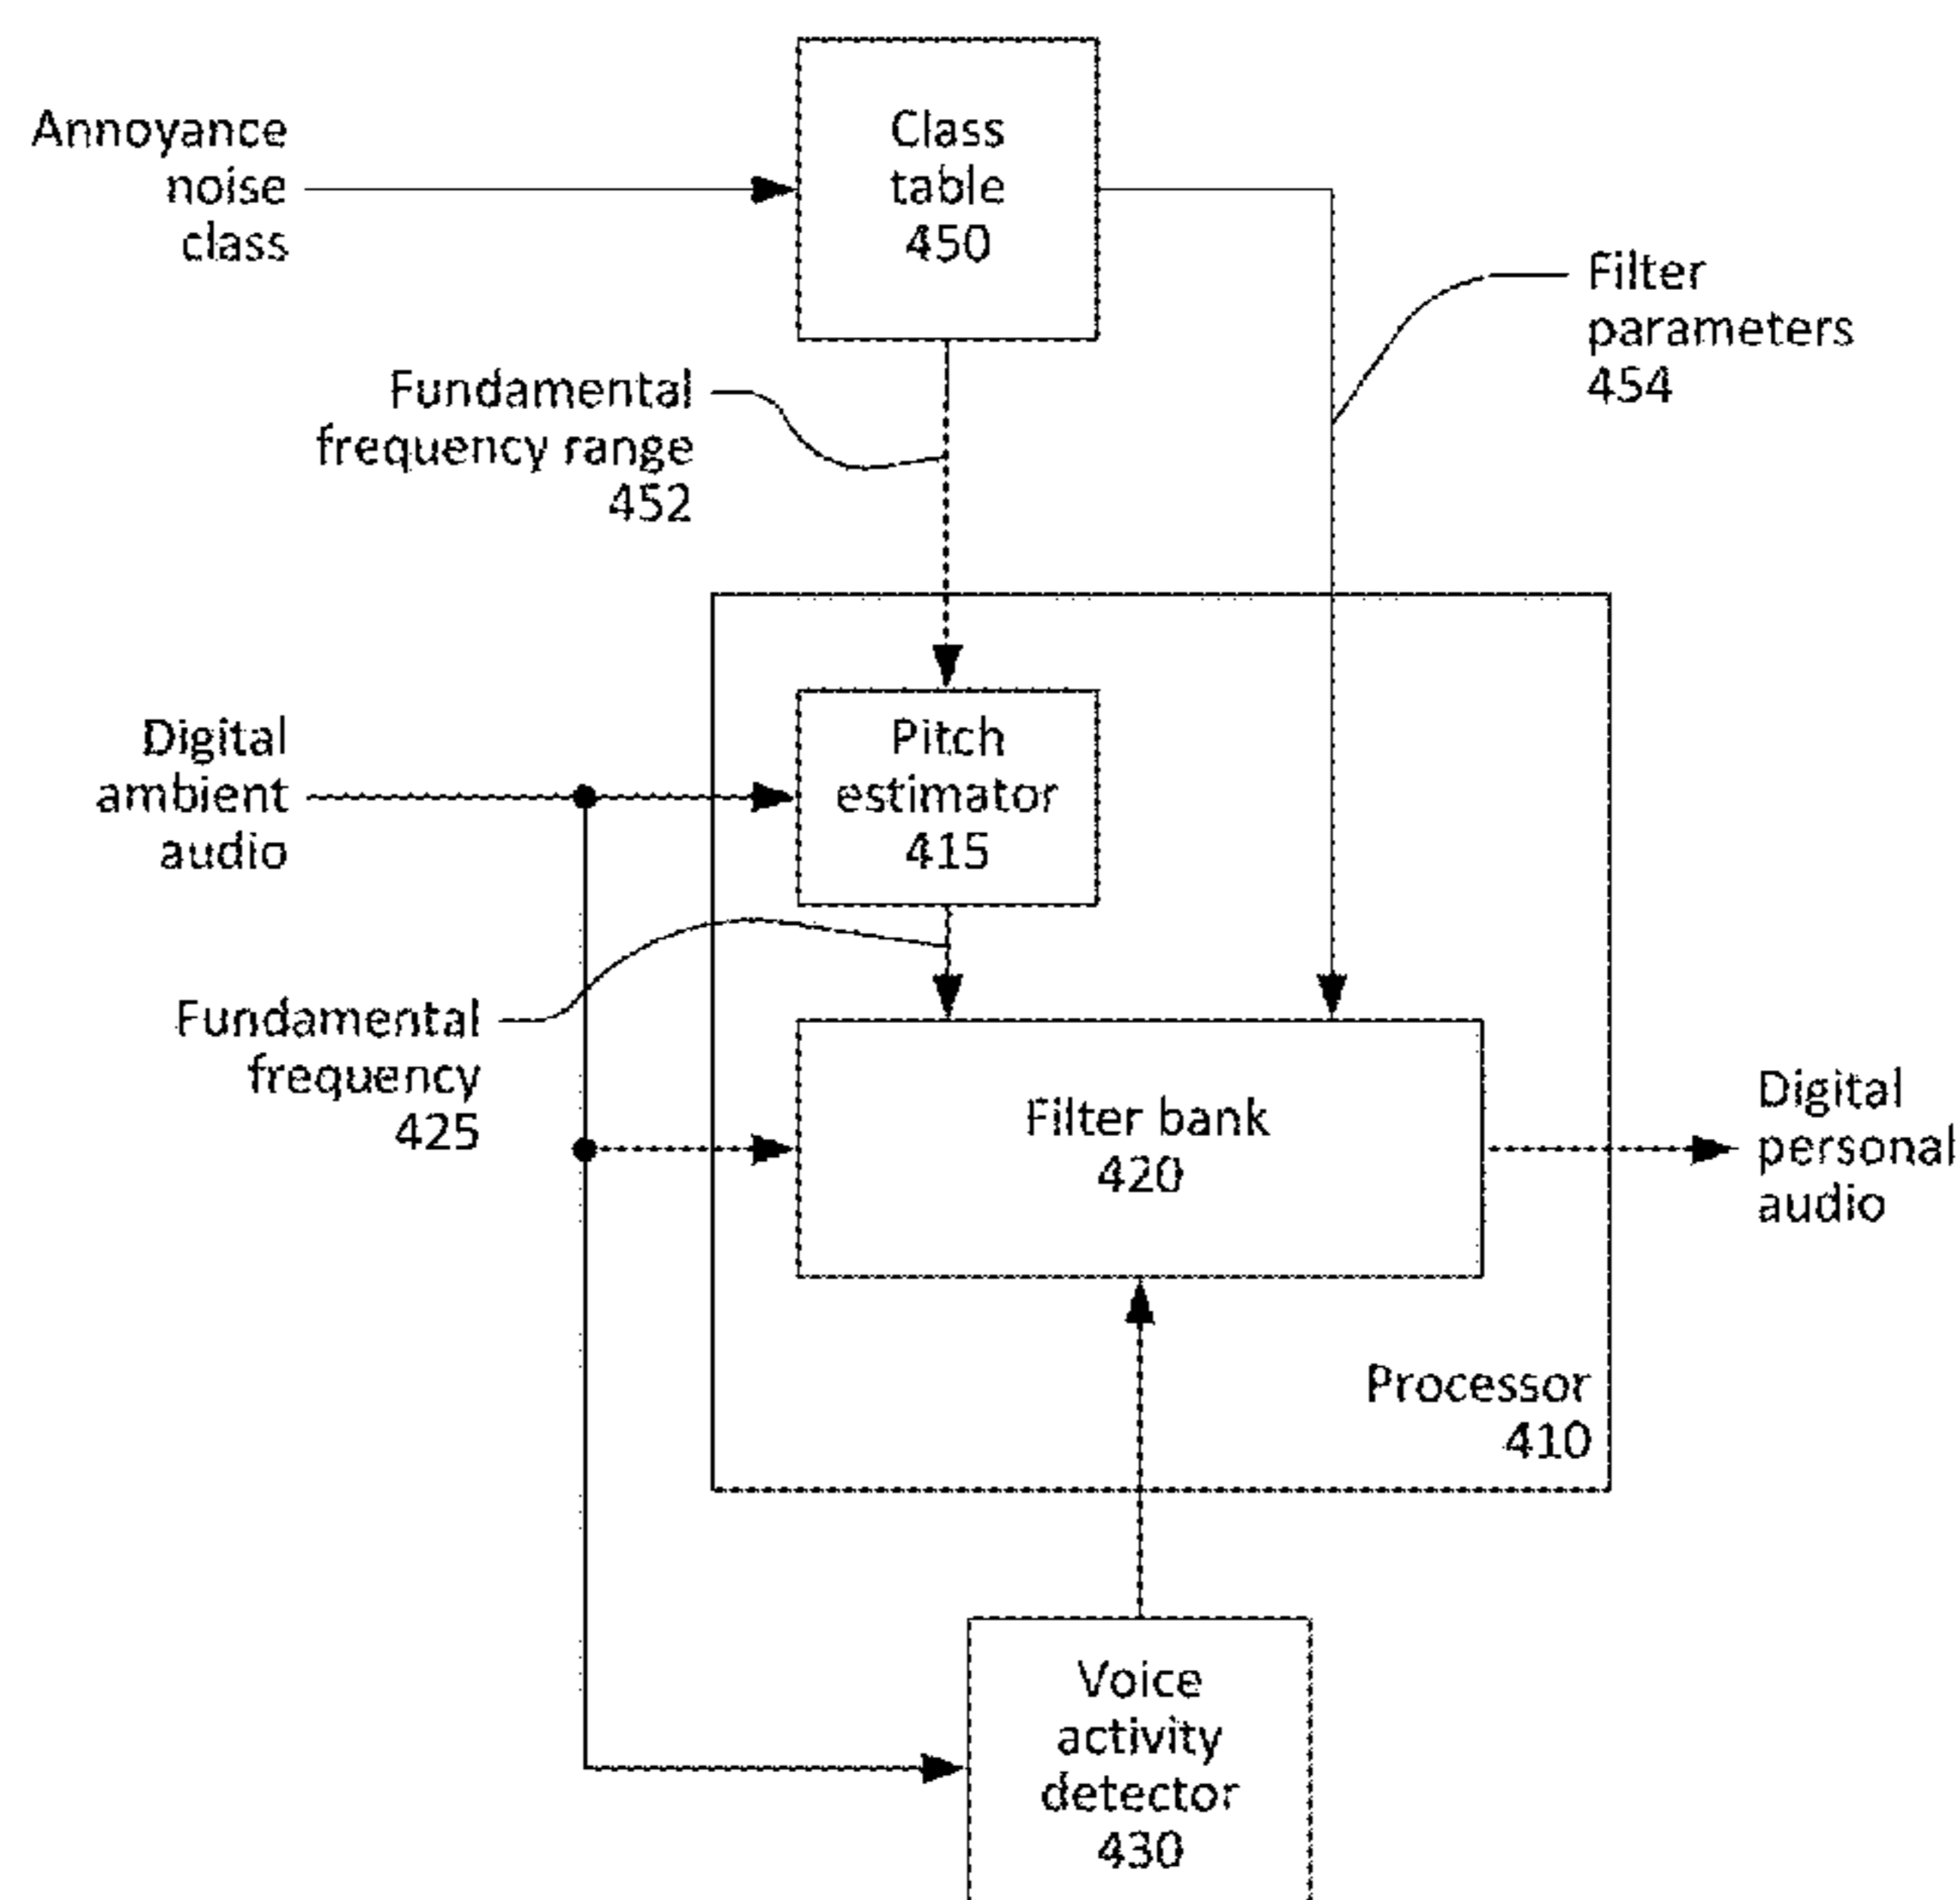 Annoyance
noise
class
Class
table
450
Filter
parameters
454
Fundamental
frequency range
452
Digital
ambient
audio
Pitch
estimator
415
Fundamental
frequency
425
Filter bank
420
Digital
personal
audio
Processor
410
Voice
activity
detector
430